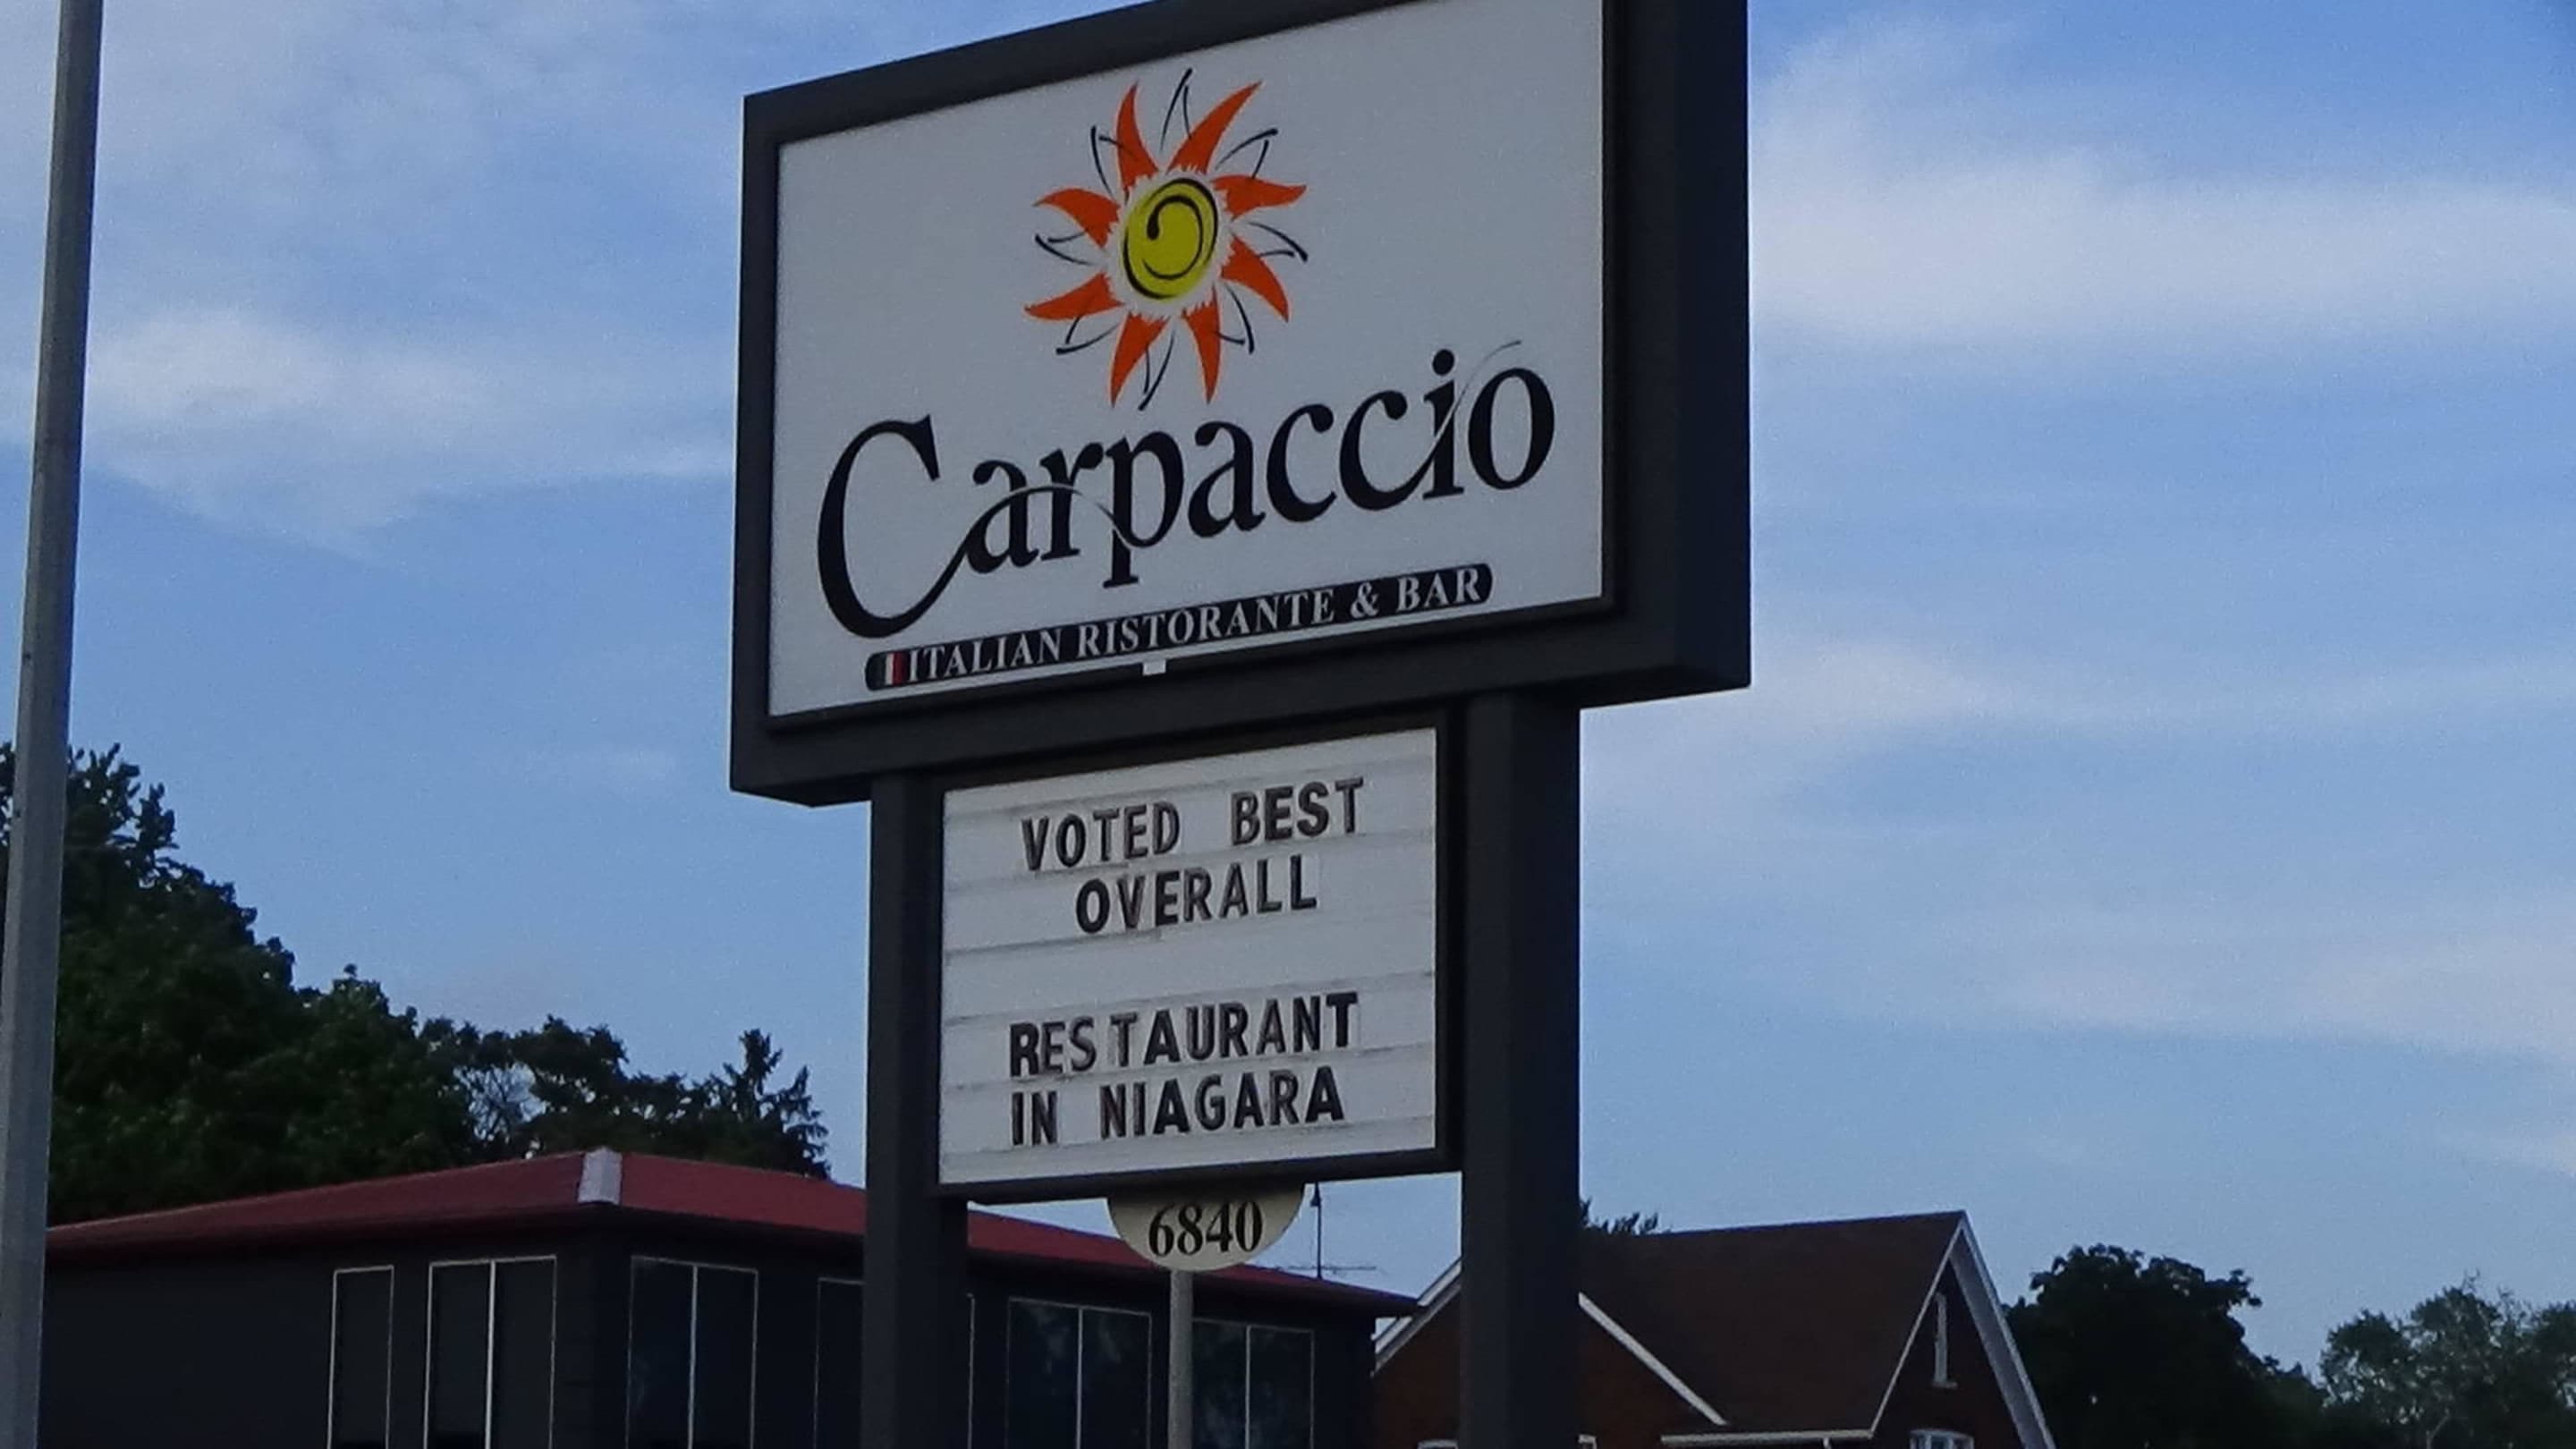 Carpaccio
ITALIAN RISTORANTE & BAR
VOTED BEST
OVERALL
RESTAURANT
IN NIAGARA
6840